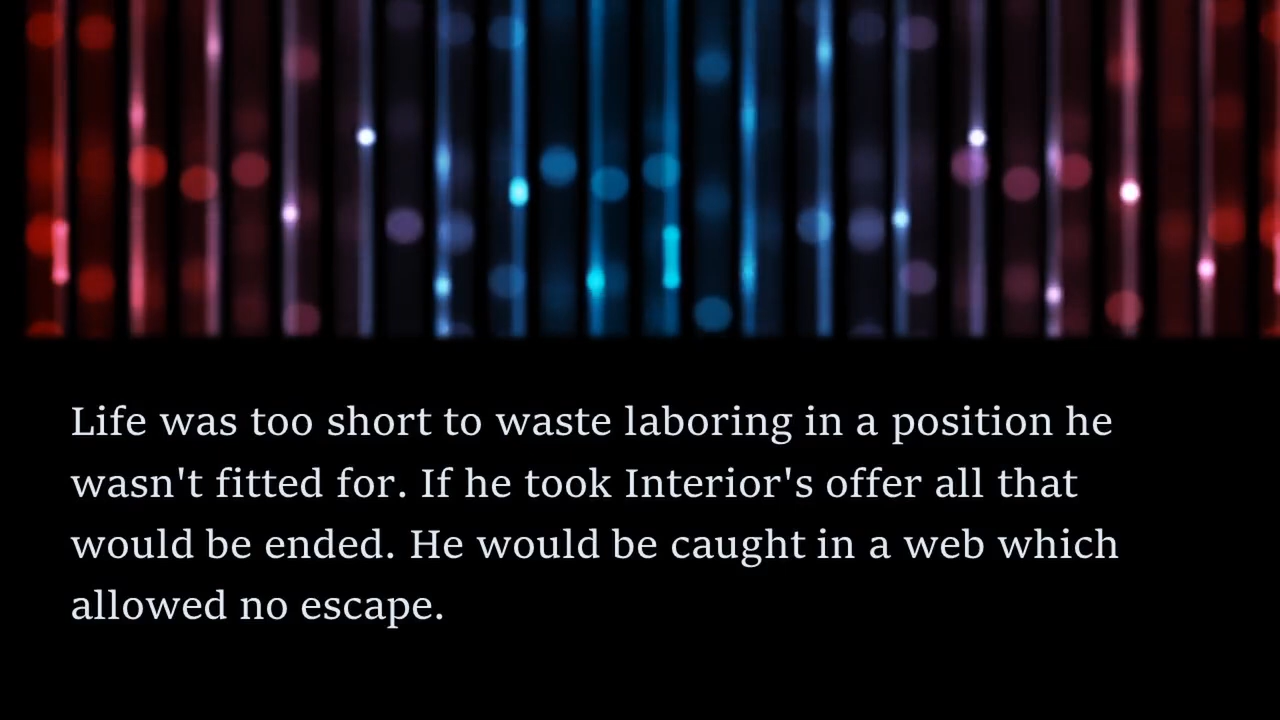 Life was too short to waste laboring in a position he
wasn't fitted for. If he took Interior's offer all that
would be ended. He would be caught in a web which
allowed no escape.